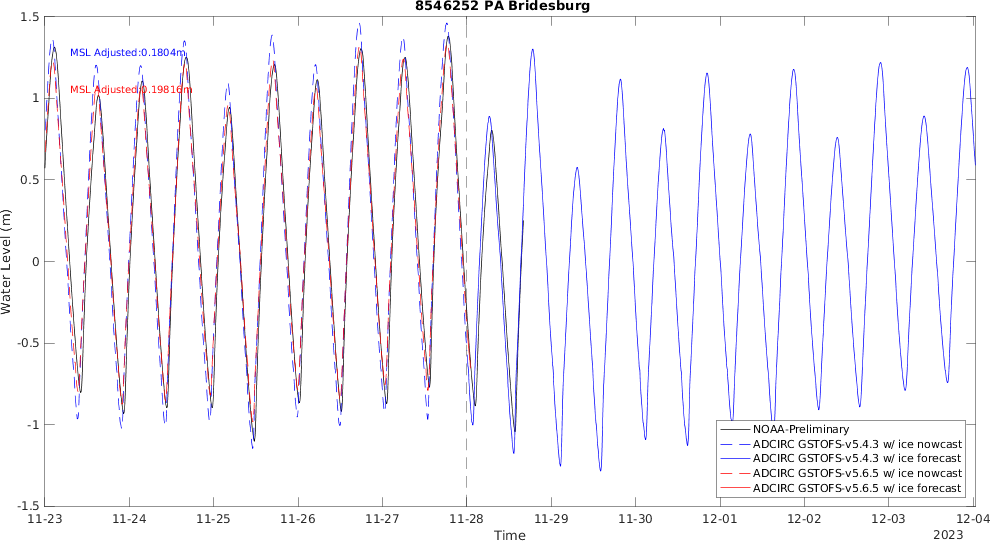 8546252 PA Bridesburg
1.5
1
0.5
0
-0.5
-1
-1.5
Water Level (m)
MSL Adjusted:0.1804m
MSL Adjusted:0.19816m
NOAA-Preliminary
ADCIRC GSTOFS-v5.4.3 w/ ice nowcast
ADCIRC GSTOFS-v5.4.3 w/ ice forecast
ADCIRC GSTOFS-v5.6.5 w/ ice nowcast
ADCIRC GSTOFS-v5.6.5 w/ ice forecast
11-23 11-24 11-25 11-26 11-27 11-28 11-29 11-30 12-01 12-02 12-03 12-04
Time
2023